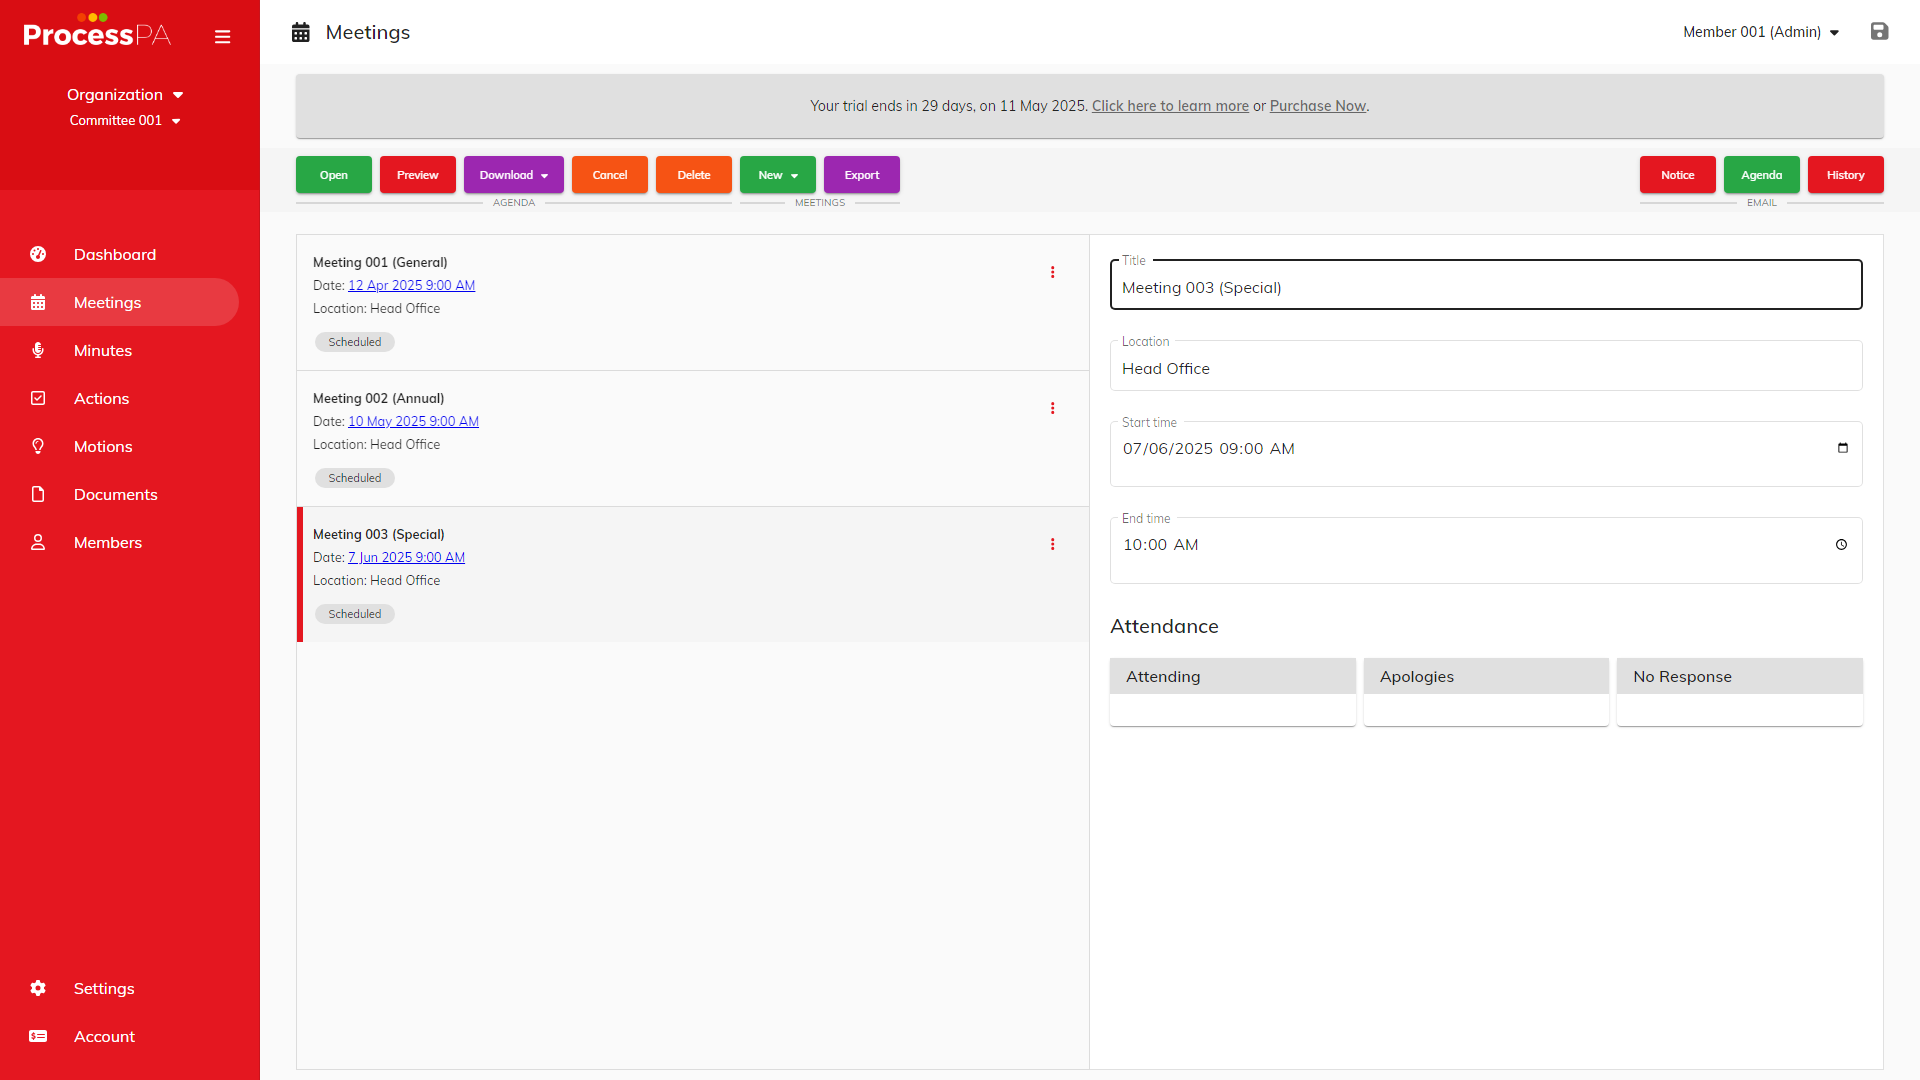 ProcessPA
Organization
Committee 001
Dashboard
Meetings
Minutes
Actions
Motions
Documents
Members
Settings
Account
Meetings
Member 001 (Admin)
Your trial ends in 29 days, on 11 May 2025. Click here to learn more or Purchase Now.
Open
Preview
Download
Cancel
Delete
New
Export
AGENDA
MEETINGS
Notice
Agenda
History
EMAIL
Meeting 001 (General)
Date: 12 Apr 2025 9:00 AM
Location: Head Office
Scheduled
Meeting 002 (Annual)
Date: 10 May 2025 9:00 AM
Location: Head Office
Scheduled
Meeting 003 (Special)
Date: 7 Jun 2025 9:00 AM
Location: Head Office
Scheduled
Title
Meeting 003 (Special)
Location
Head Office
Start time
07/06/2025 09:00 AM
End time
10:00 AM
Attendance
Attending
Apologies
No Response